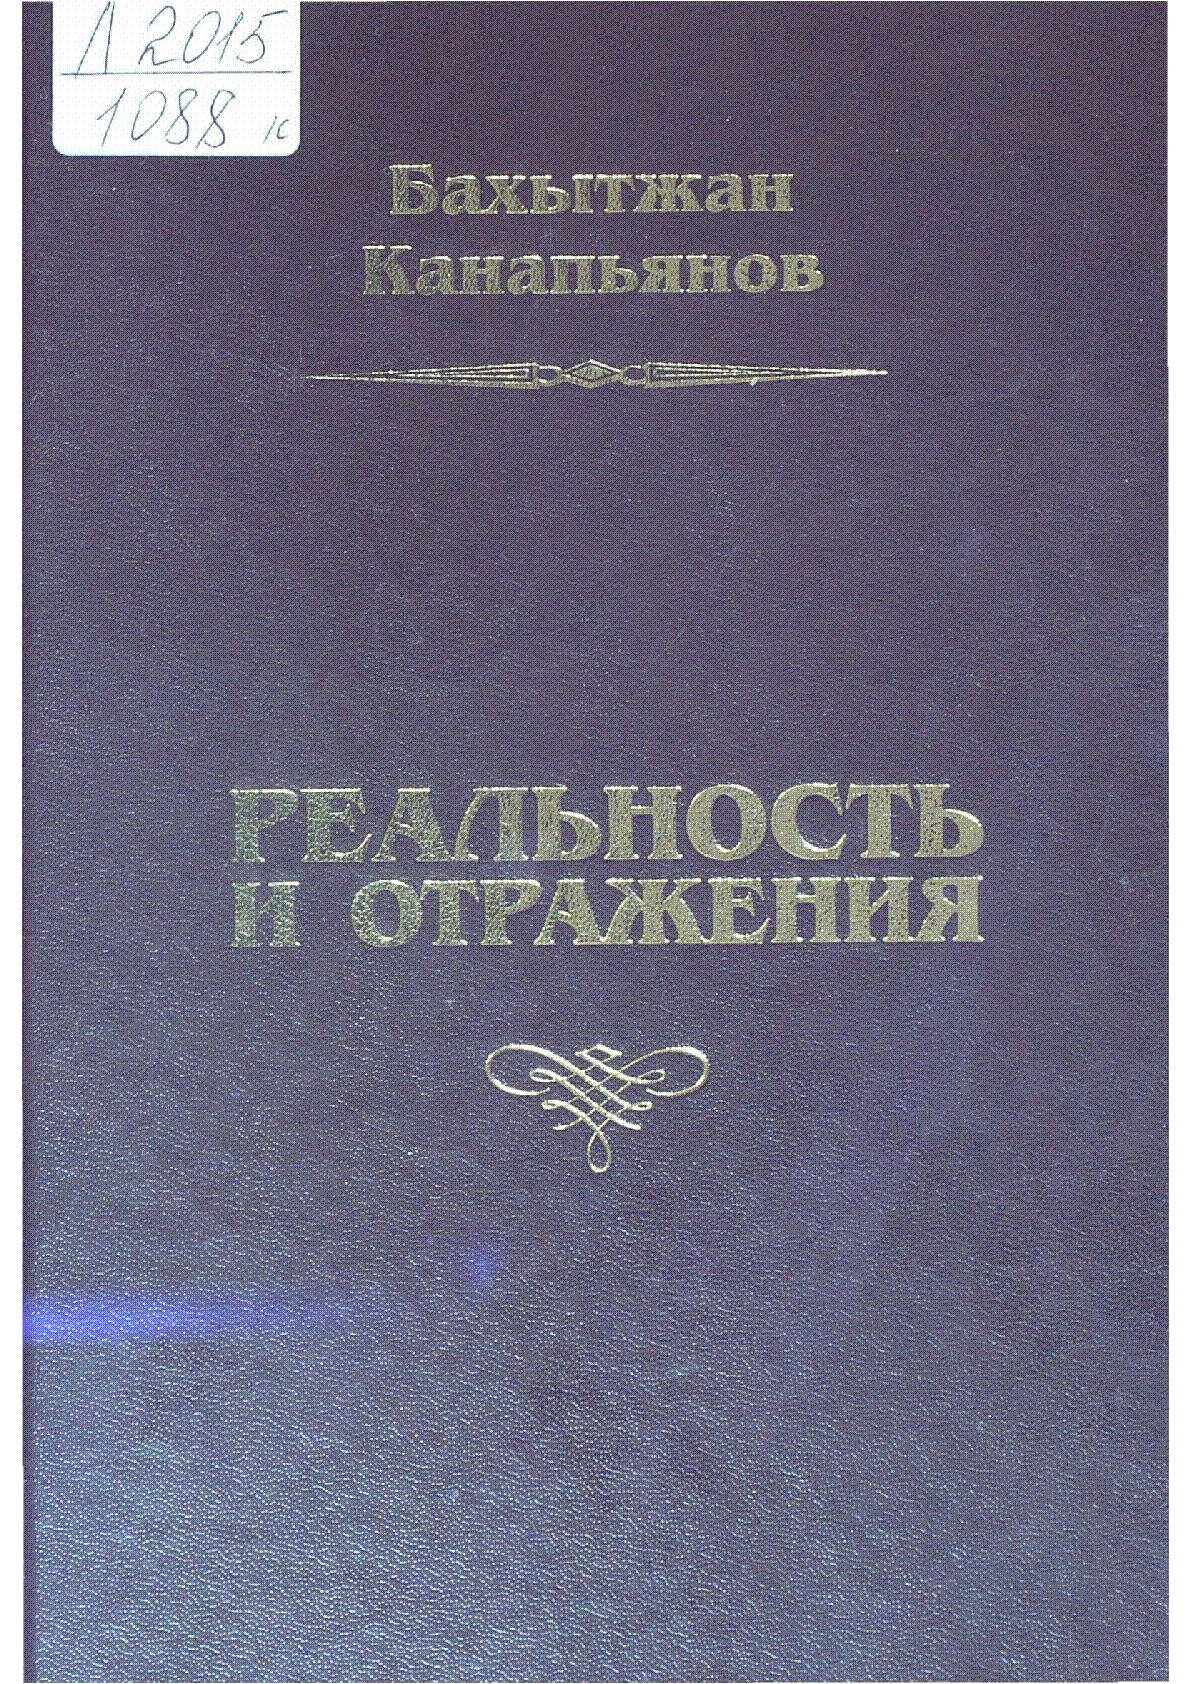 Л 2015
1088 к
Бахытжан
Канапьянов
РЕАЛЬНОСТЬ
И ОТРАЖЕНИЯ